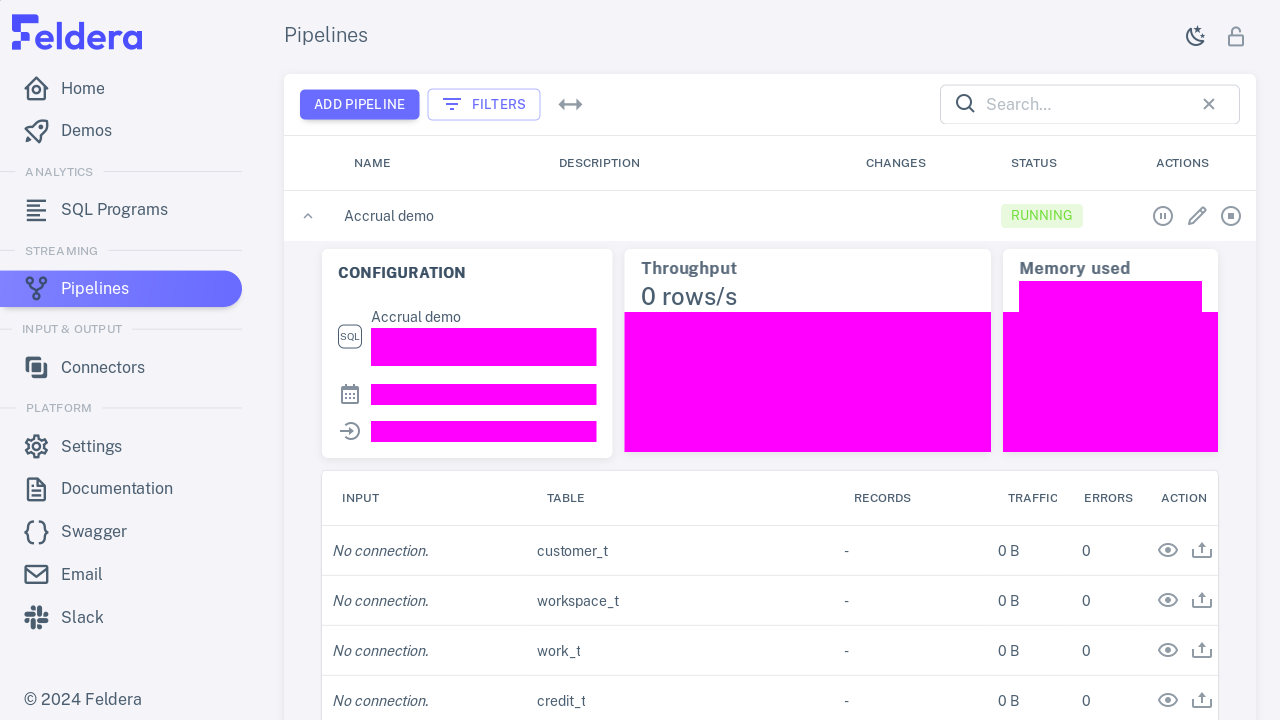 Feldera
Pipelines
Home
Demos
ANALYTICS
SQL Programs
STREAMING
Pipelines
INPUT & OUTPUT
Connectors
PLATFORM
Settings
Documentation
Swagger
Email
Slack
© 2024 Feldera
ADD PIPELINE FILTERS Search...
NAME DESCRIPTION CHANGES STATUS ACTIONS
Accrual demo RUNNING
CONFIGURATION
SQL
Accrual demo
Throughput
0 rows/s
Memory used
INPUT TABLE RECORDS TRAFFIC ERRORS ACTION
No connection. customer_t - 0 B 0
No connection. workspace_t - 0 B 0
No connection. work_t - 0 B 0
No connection. credit_t - 0 B 0